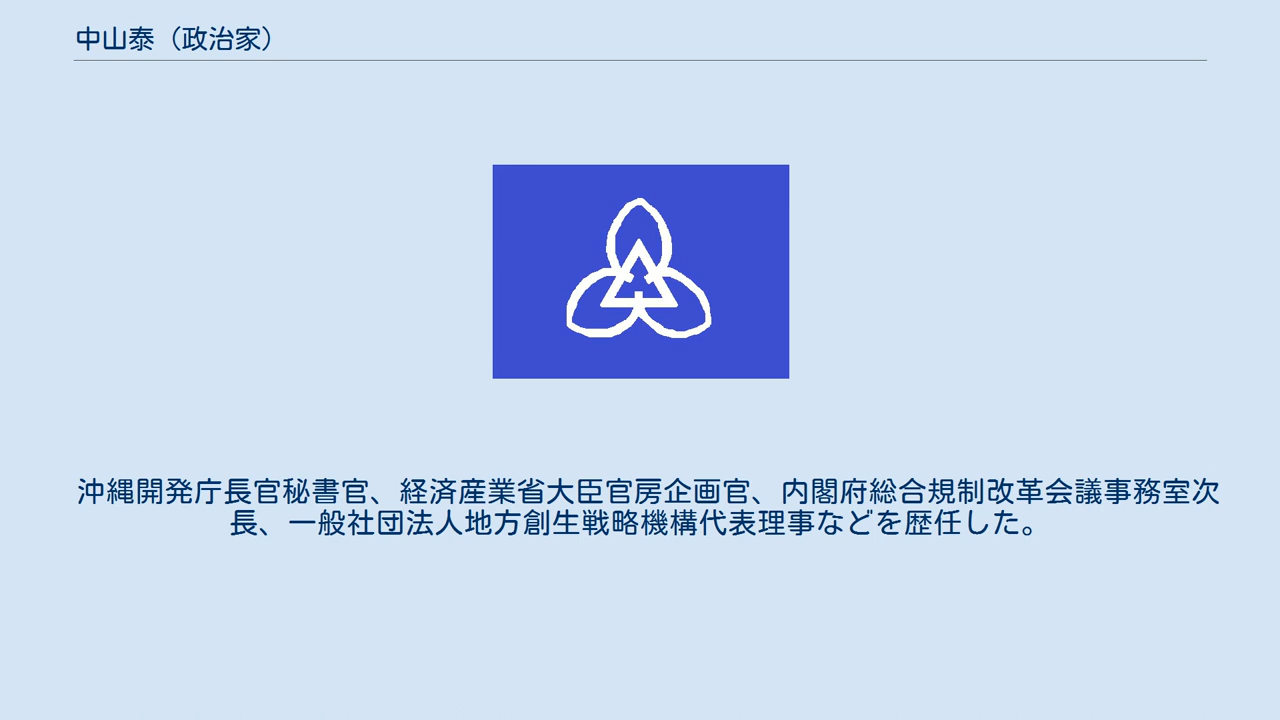 中山泰（政治家）
沖縄開発庁長官秘書官、経済産業省大臣官房企画官、内閣府総合規制改革会議事務室次
長、一般社団法人地方創生戦略機構代表理事などを歴任した。